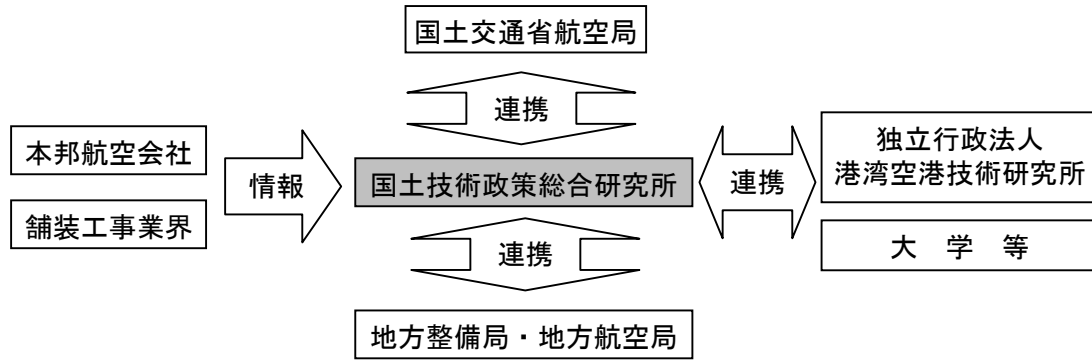 国土交通省航空局
連携
本邦航空会社
舗装工事業界
情報
国土技術政策総合研究所
連携
独立行政法人
港湾空港技術研究所
大　学　等
連携
地方整備局・地方航空局